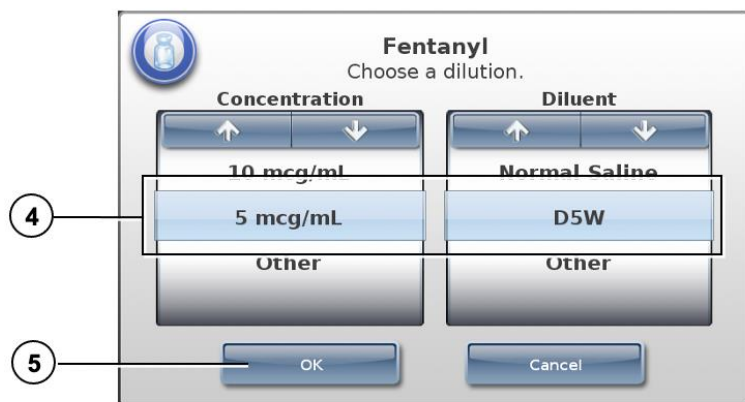 Fentanyl
Choose a dilution.
Concentration Diluent
10 mcg/mL Normal Saline
4 5 mcg/mL D5W
Other Other
5 OK Cancel